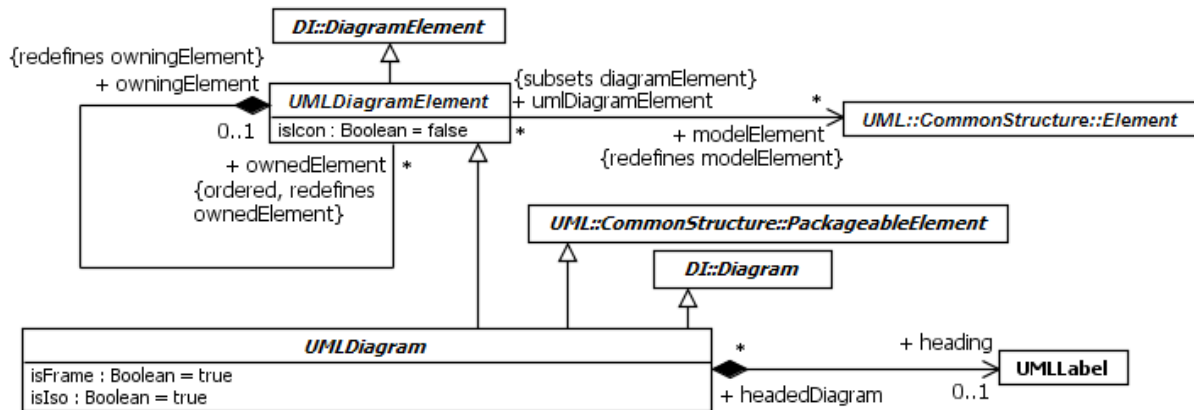 DI::DiagramElement
{redefines owningElement}
+ owningElement
UMLDiagramElement
isIcon : Boolean = false
0..1
{subsets diagramElement}
+ umlDiagramElement
*
*
+ modelElement
{redefines modelElement}
UML::CommonStructure::Element
+ ownedElement
*
{ordered, redefines
ownedElement}
UML::CommonStructure::PackageableElement
DI::Diagram
UMLDiagram
isFrame : Boolean = true
isIso : Boolean = true
*
+ headedDiagram
+ heading
0..1
UMLLabel